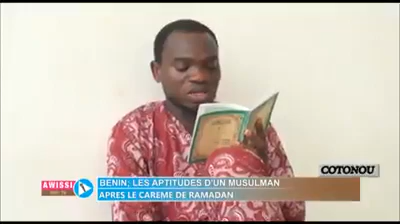 COTONOU
AWISSI
BENIN; LES APTITUDES D'UN MUSULMAN
APRES LE CAREME DE RAMADAN